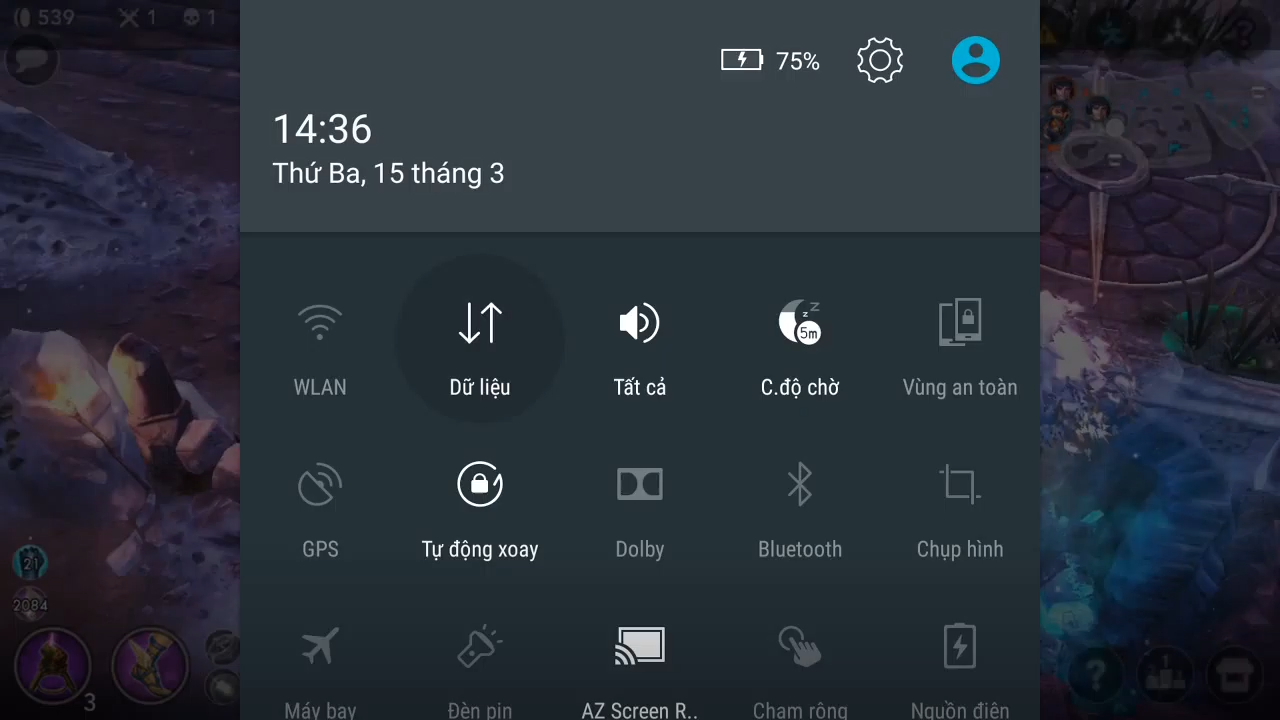 539 1 1
75%
14:36
Thứ Ba, 15 tháng 3
5m
WLAN Dữ liệu Tất cả C.độ chờ Vùng an toàn
GPS Tự động xoay Dolby Bluetooth Chụp hình
21
2084
3
Máy bay Đèn pin AZ Screen R.. Chạm rộng Nguồn điện